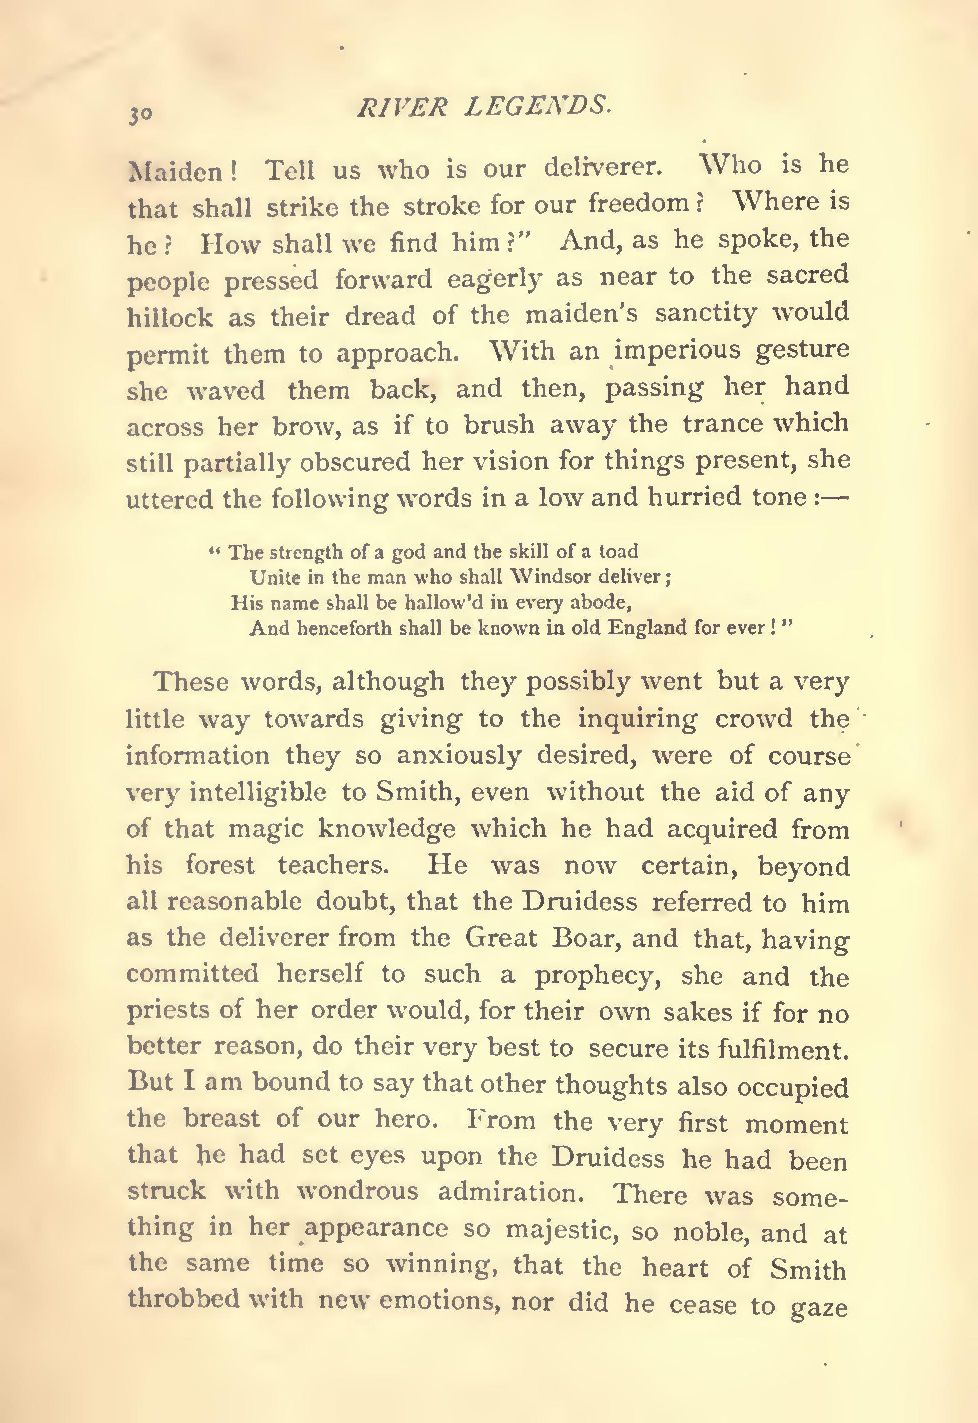 30 RIVER LEGENDS.
Maiden! Tell us who is our deliverer. Who is he
that shall strike the stroke for our freedom? Where is
he? How shall we find him?" And, as he spoke, the
people pressed forward eagerly as near to the sacred
hillock as their dread of the maiden's sanctity would
permit them to approach. With an imperious gesture
she waved them back, and then, passing her hand
across her brow, as if to brush away the trance which
still partially obscured her vision for things present, she
uttered the following words in a low and hurried tone:—
"The strength of a god and the skill of a toad
Unite in the man who shall Windsor deliver;
His name shall be hallow'd in every abode,
And henceforth shall be known in old England for ever!"
These words, although they possibly went but a very
little way towards giving to the inquiring crowd the
information they so anxiously desired, were of course
very intelligible to Smith, even without the aid of any
of that magic knowledge which he had acquired from
his forest teachers. He was now certain, beyond
all reasonable doubt, that the Druidess referred to him
as the deliverer from the Great Boar, and that, having
committed herself to such a prophecy, she and the
priests of her order would, for their own sakes if for no
better reason, do their very best to secure its fulfilment.
But I am bound to say that other thoughts also occupied
the breast of our hero. From the very first moment
that he had set eyes upon the Druidess he had been
struck with wondrous admiration. There was some-
thing in her appearance so majestic, so noble, and at
the same time so winning, that the heart of Smith
throbbed with new emotions, nor did he cease to gaze